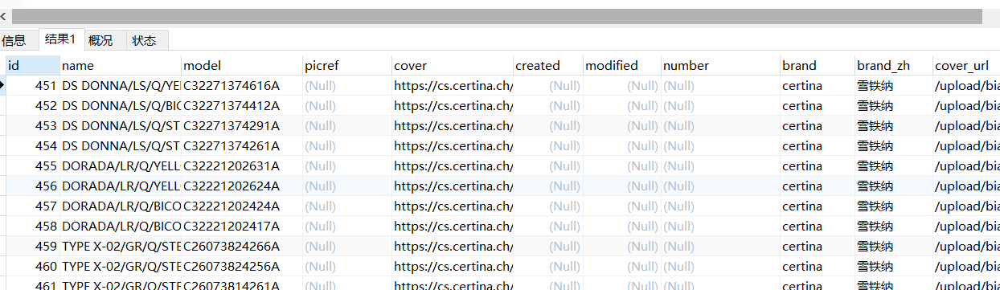 信息 结果1 概况 状态
id name model picref cover created modified number brand brand_zh cover_url
451 DS DONNA/LS/Q/YE C32271374616A (Null) https://cs.certina.ch/ (Null) (Null) (Null) certina 雪铁纳 /upload/bia
452 DS DONNA/LS/Q/BIC C32271374412A (Null) https://cs.certina.ch/ (Null) (Null) (Null) certina 雪铁纳 /upload/bia
453 DS DONNA/LS/Q/ST C32271374291A (Null) https://cs.certina.ch/ (Null) (Null) (Null) certina 雪铁纳 /upload/bia
454 DS DONNA/LS/Q/ST C32271374261A (Null) https://cs.certina.ch/ (Null) (Null) (Null) certina 雪铁纳 /upload/bia
455 DORADA/LR/Q/YELL C32221202631A (Null) https://cs.certina.ch/ (Null) (Null) (Null) certina 雪铁纳 /upload/bia
456 DORADA/LR/Q/YELL C32221202624A (Null) https://cs.certina.ch/ (Null) (Null) (Null) certina 雪铁纳 /upload/bia
457 DORADA/LR/Q/BICO C32221202424A (Null) https://cs.certina.ch/ (Null) (Null) (Null) certina 雪铁纳 /upload/bia
458 DORADA/LR/Q/BICO C32221202417A (Null) https://cs.certina.ch/ (Null) (Null) (Null) certina 雪铁纳 /upload/bia
459 TYPE X-02/GR/Q/STE C26073824266A (Null) https://cs.certina.ch/ (Null) (Null) (Null) certina 雪铁纳 /upload/bia
460 TYPE X-02/GR/Q/STE C26073824256A (Null) https://cs.certina.ch/ (Null) (Null) (Null) certina 雪铁纳 /upload/bia
461 TYPE X-02/GR/Q/STE C26073814261A (Null) https://cs.certina.ch/ (Null) (Null) (Null) certina 雪铁纳 /upload/bia